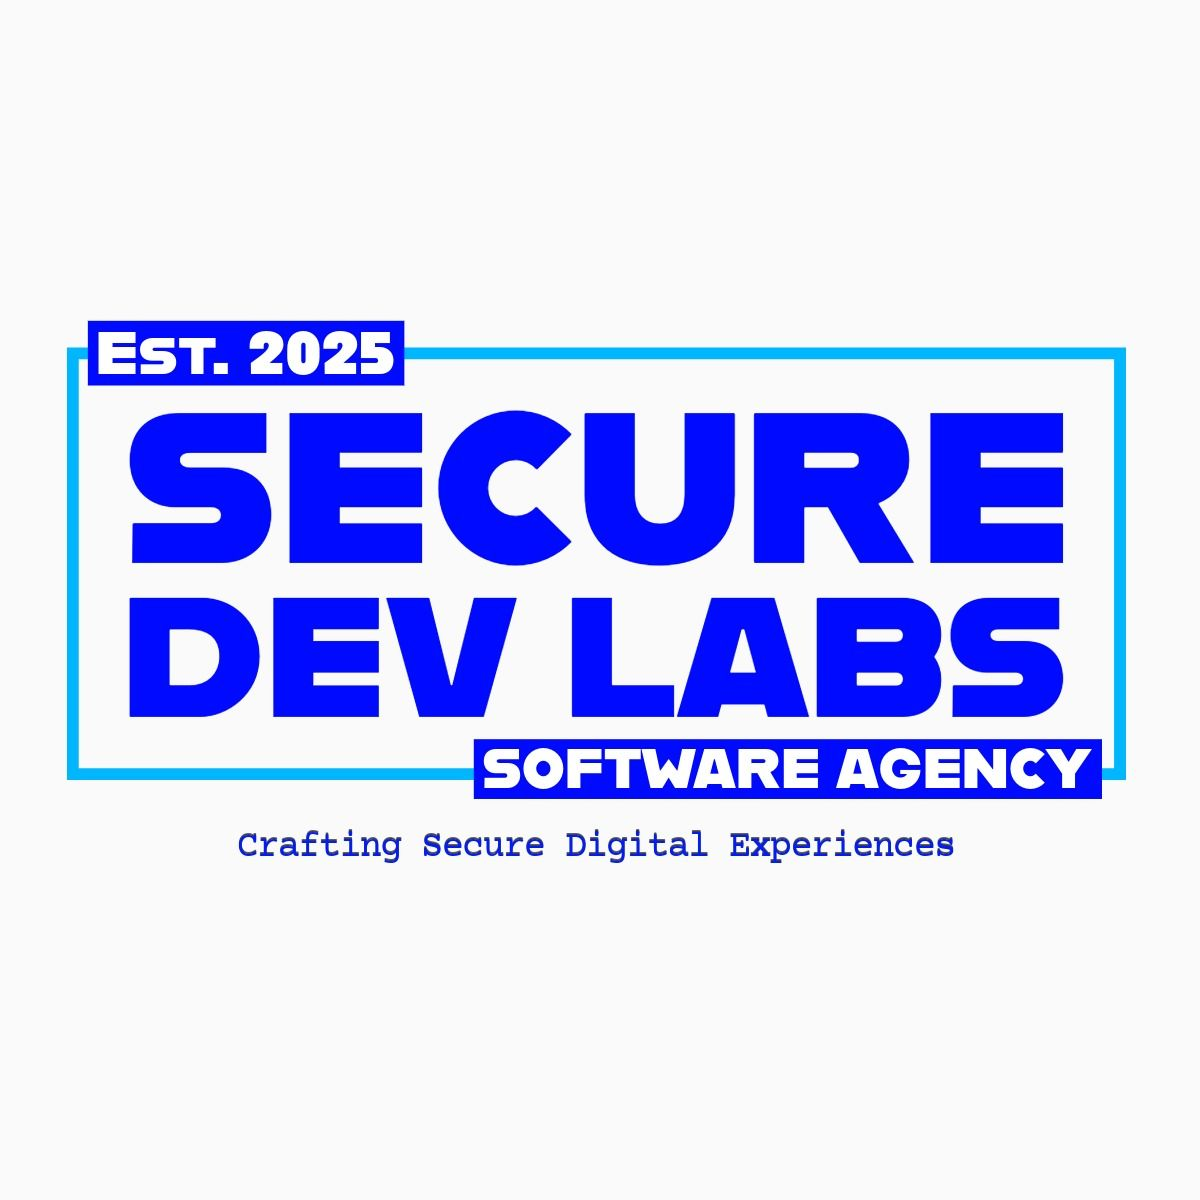 EST. 2025
SECURE
DEV LABS
SOFTWARE AGENCY
Crafting Secure Digital Experiences